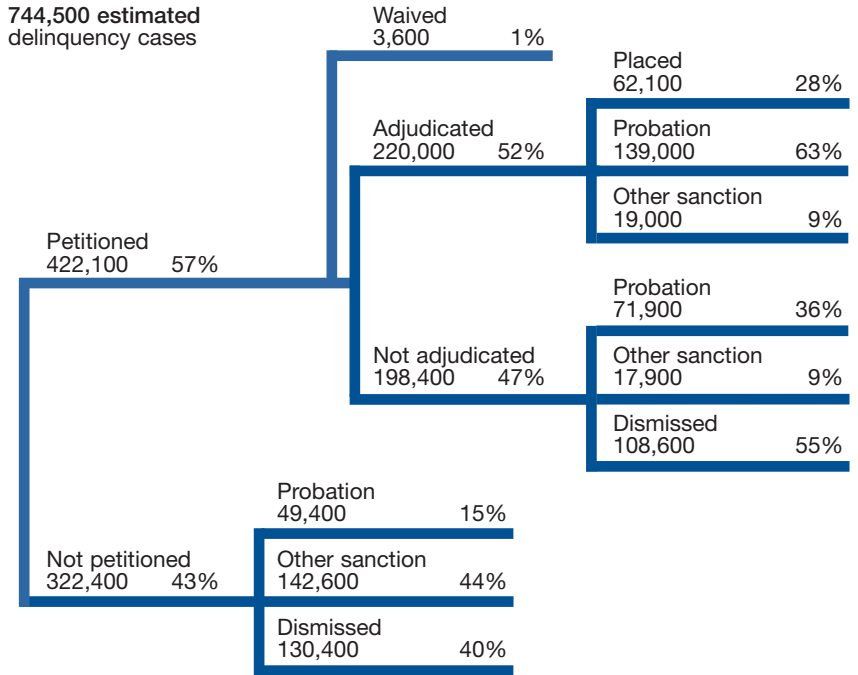 744,500 estimated
delinquency cases
Waived
3,600 1%
Placed
62,100 28%
Adjudicated
220,000 52%
Probation
139,000 63%
Other sanction
19,000 9%
Petitioned
422,100 57%
Probation
71,900 36%
Not adjudicated
198,400 47%
Other sanction
17,900 9%
Dismissed
108,600 55%
Probation
49,400 15%
Not petitioned
322,400 43%
Other sanction
142,600 44%
Dismissed
130,400 40%